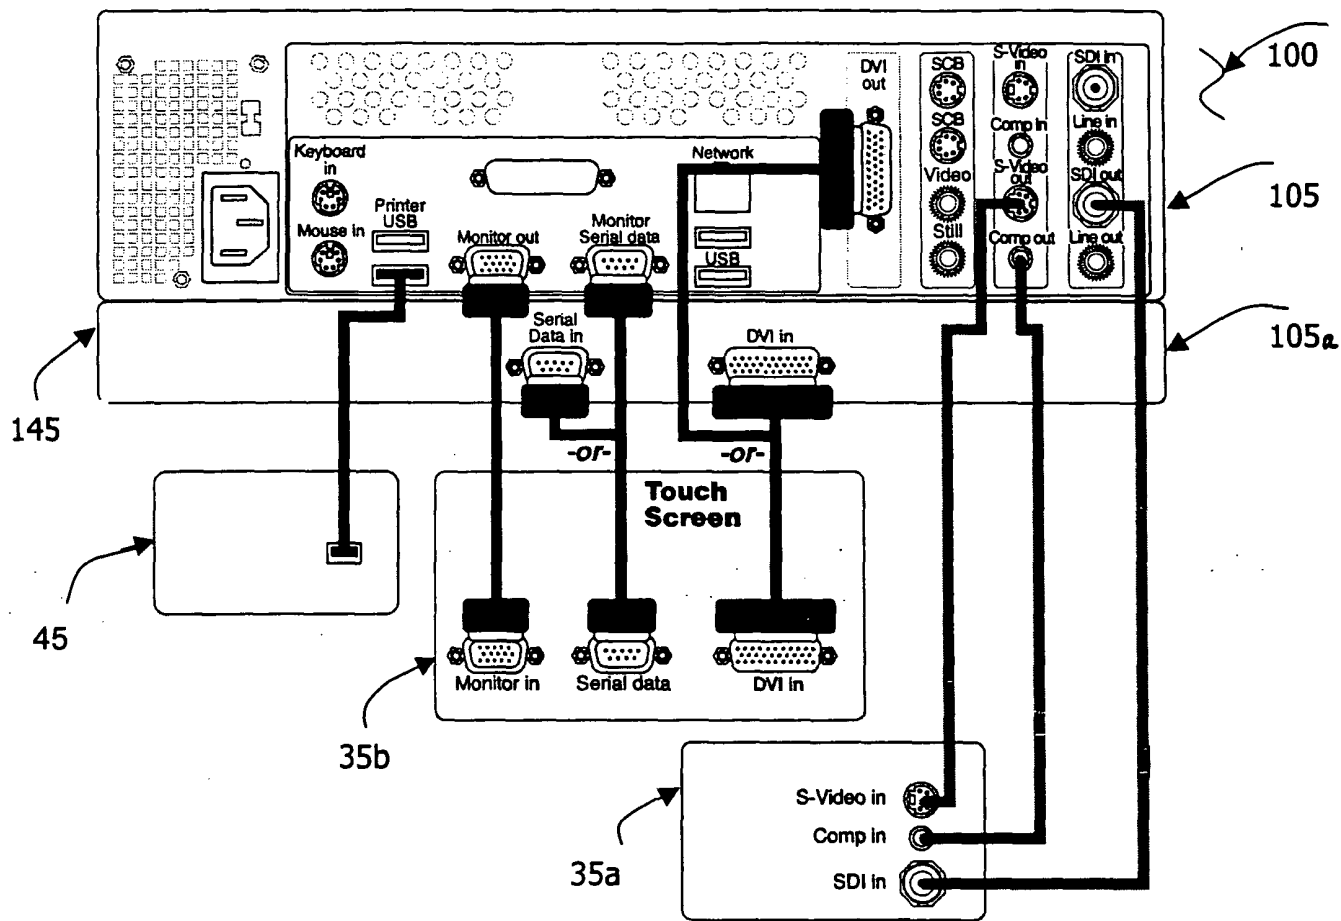 DVI
out
SCB
S-Video
in
SDI in
100
SCB
Comp in
Line in
Keyboard
in
Network
Video
S-Video
out
SDI out
105
Printer
USB
Mouse in
Monitor out
Monitor
Serial data
USB
Still
Comp out
Line out
Serial
Data in
DVI in
105a
145
-or-
-or-
Touch
Screen
45
Monitor in
Serial data
DVI in
35b
S-Video in
Comp in
35a
SDI in